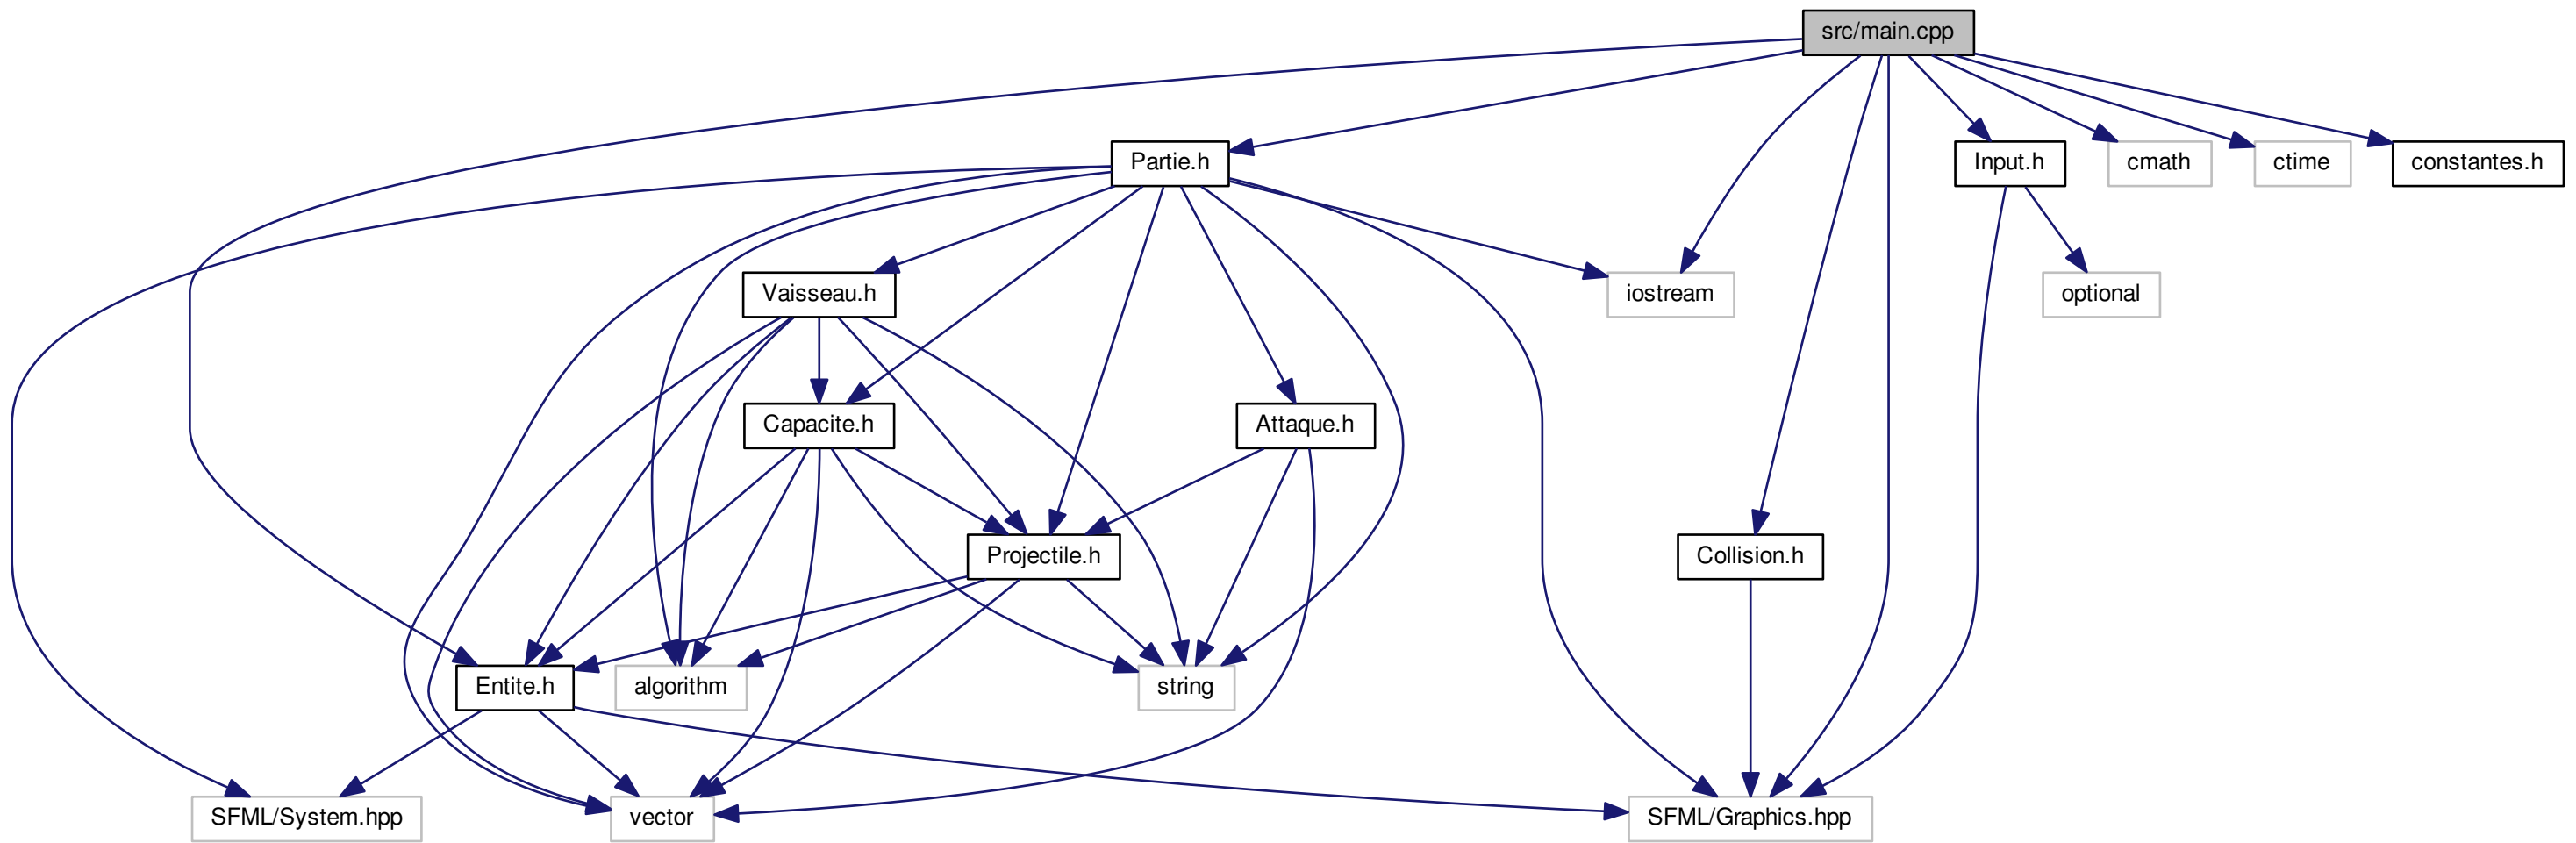 src/main.cpp
Partie.h
Input.h
cmath
ctime
constantes.h
Vaisseau.h
iostream
optional
Capacite.h
Attaque.h
Projectile.h
Collision.h
Entite.h
algorithm
string
SFML/System.hpp
vector
SFML/Graphics.hpp